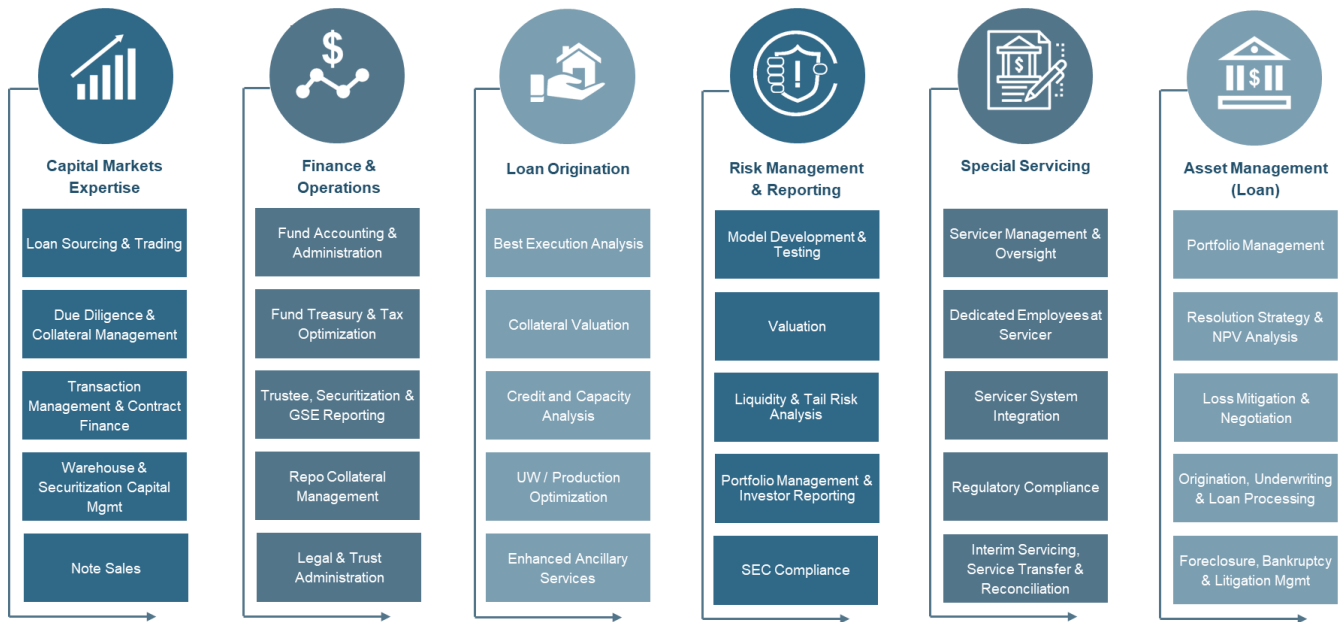 $
!
$
$
Capital Markets
Expertise
Loan Sourcing & Trading
Due Diligence &
Collateral Management
Transaction
Management & Contract
Finance
Warehouse &
Securitization Capital
Mgmt
Note Sales
Finance &
Operations
Fund Accounting &
Administration
Fund Treasury & Tax
Optimization
Trustee, Securitization &
GSE Reporting
Repo Collateral
Management
Legal & Trust
Administration
Loan Origination
Best Execution Analysis
Collateral Valuation
Credit and Capacity
Analysis
UW / Production
Optimization
Enhanced Ancillary
Services
Risk Management
& Reporting
Model Development &
Testing
Valuation
Liquidity & Tail Risk
Analysis
Portfolio Management &
Investor Reporting
SEC Compliance
Special Servicing
Servicer Management &
Oversight
Dedicated Employees at
Servicer
Servicer System
Integration
Regulatory Compliance
Interim Servicing,
Service Transfer &
Reconciliation
Asset Management
(Loan)
Portfolio Management
Resolution Strategy &
NPV Analysis
Loss Mitigation &
Negotiation
Origination, Underwriting
& Loan Processing
Foreclosure, Bankruptcy
& Litigation Mgmt